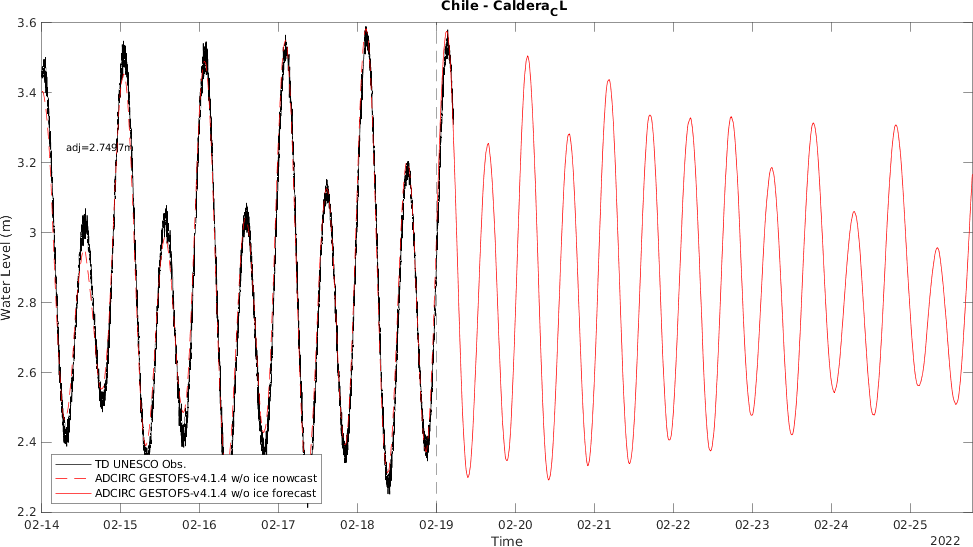 Chile - Caldera_CL
3.6
3.4
3.2
3
2.8
2.6
2.4
2.2
Water Level (m)
adj=2.7497m
TD UNESCO Obs.
ADCIRC GESTOFS-v4.1.4 w/o ice nowcast
ADCIRC GESTOFS-v4.1.4 w/o ice forecast
02-14 02-15 02-16 02-17 02-18 02-19 02-20 02-21 02-22 02-23 02-24 02-25
Time
2022